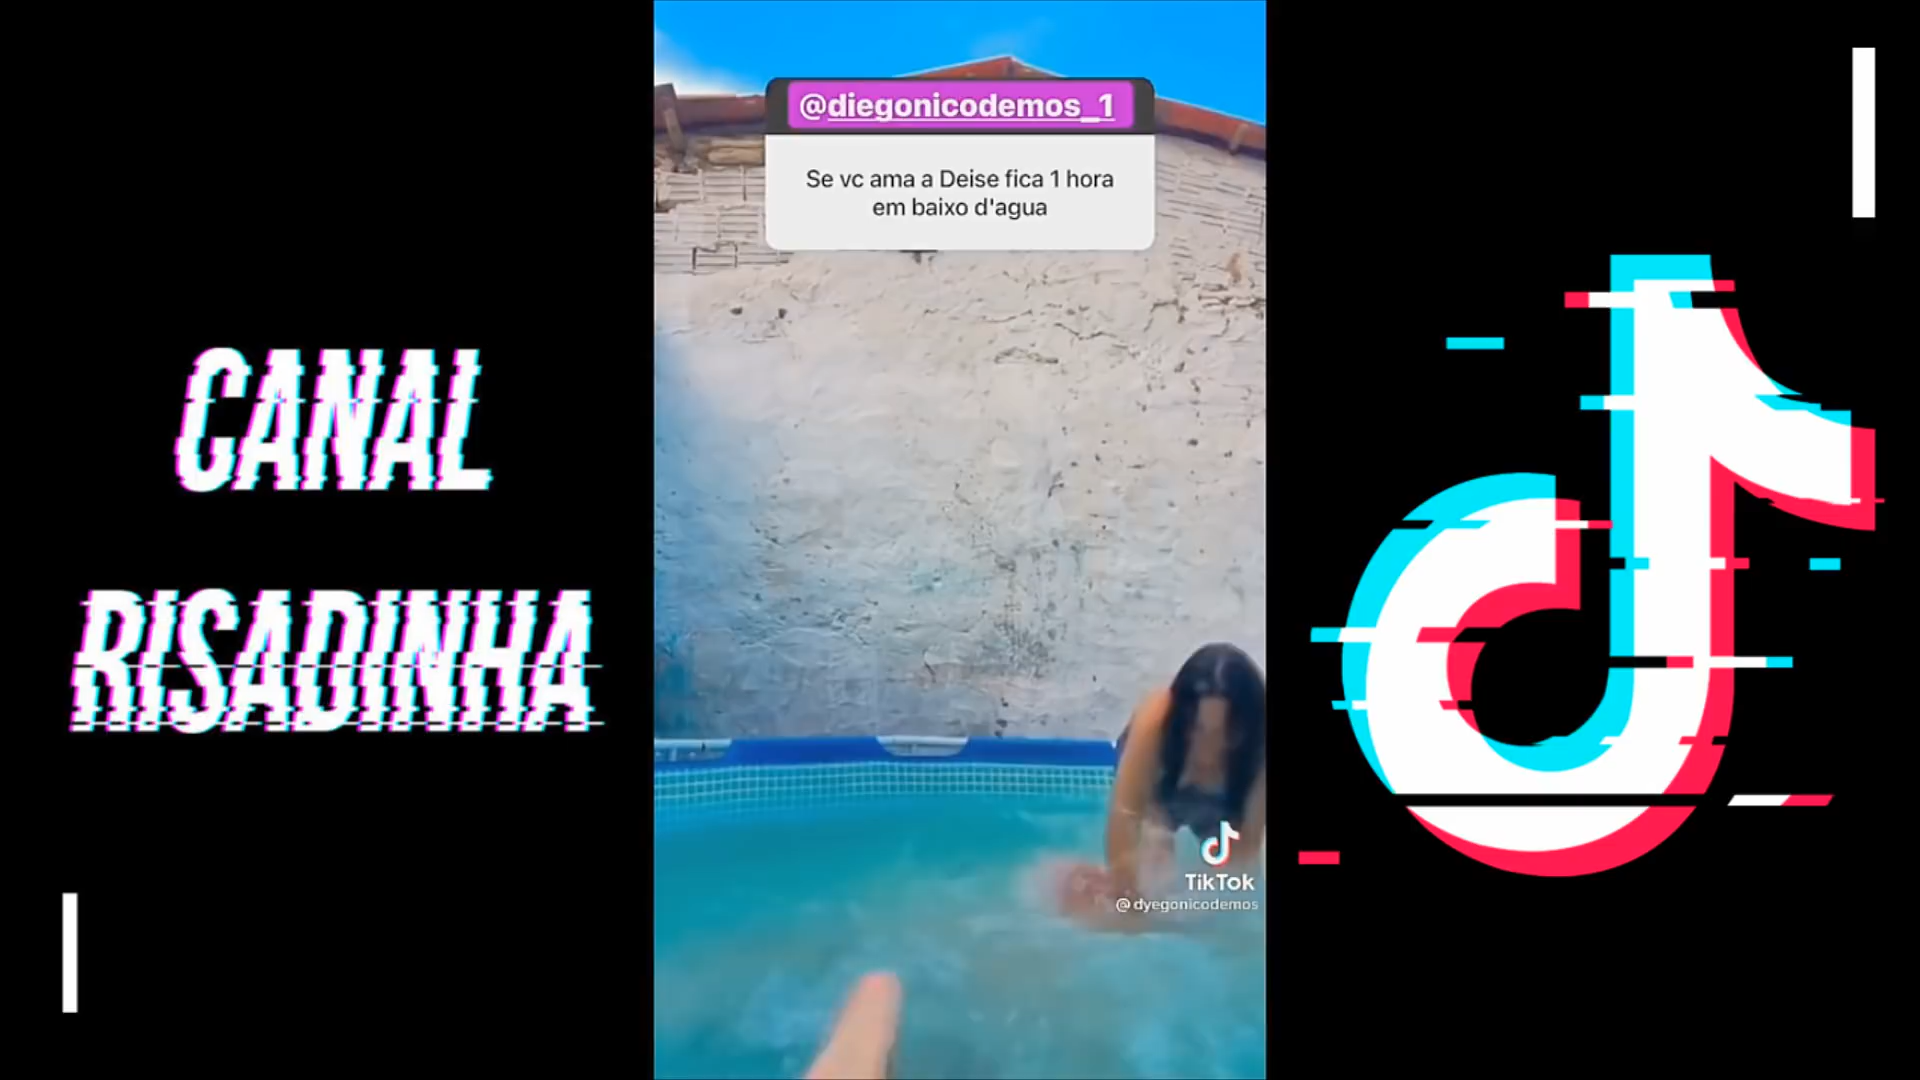 CANAL
RISADINHA
@diegonicodemos_1
Se vc ama a Deise fica 1 hora
em baixo d'agua
TikTok
@dyegonicodemos